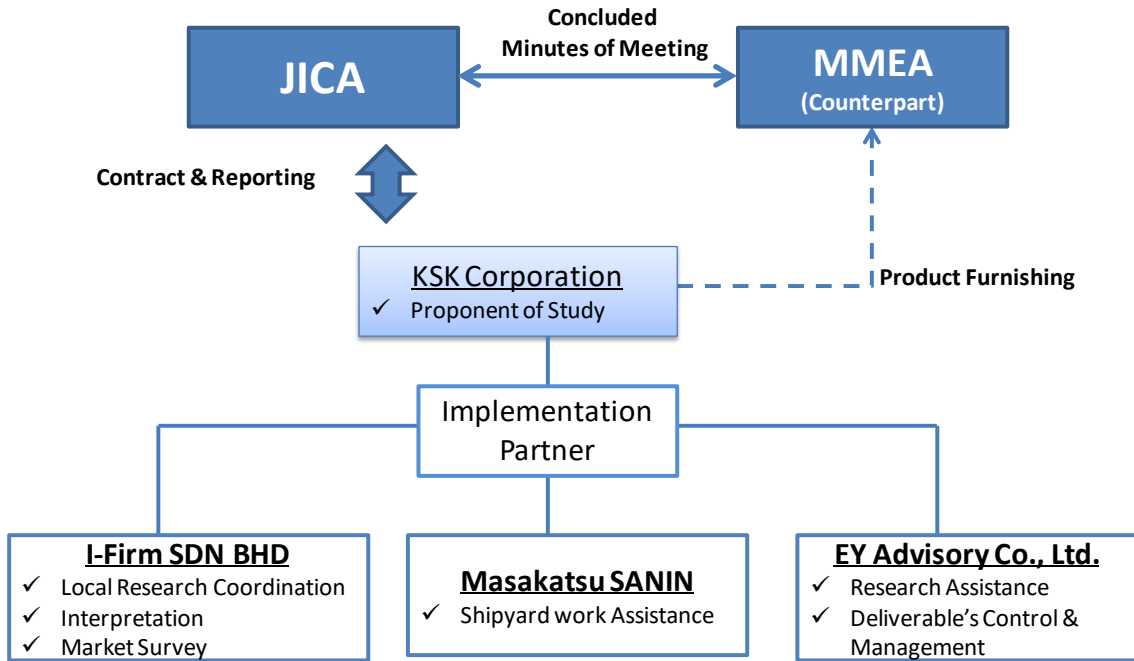 Concluded
Minutes of Meeting
JICA
MMEA
(Counterpart)
Contract & Reporting
KSK Corporation
✓ Proponent of Study
Product Furnishing
Implementation
Partner
I-Firm SDN BHD
✓ Local Research Coordination
✓ Interpretation
✓ Market Survey
Masakatsu SANIN
✓ Shipyard work Assistance
EY Advisory Co., Ltd.
✓ Research Assistance
✓ Deliverable's Control &
Management